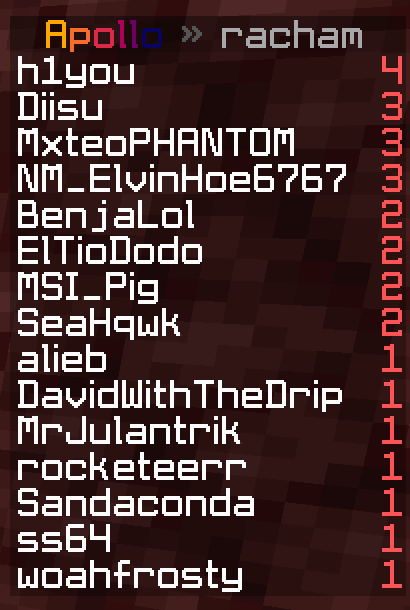 Apollo » racham
h1you 4
Diisu 3
MxteoPHANTOM 3
NM_ElvinHoe6767 3
BenjaLol 2
ElTioDodo 2
MSI_Pig 2
SeaHqwk 2
alieb 1
DavidWithTheDrip 1
MrJulantrik 1
rocketeerr 1
Sandaconda 1
ss64 1
woahfrosty 1